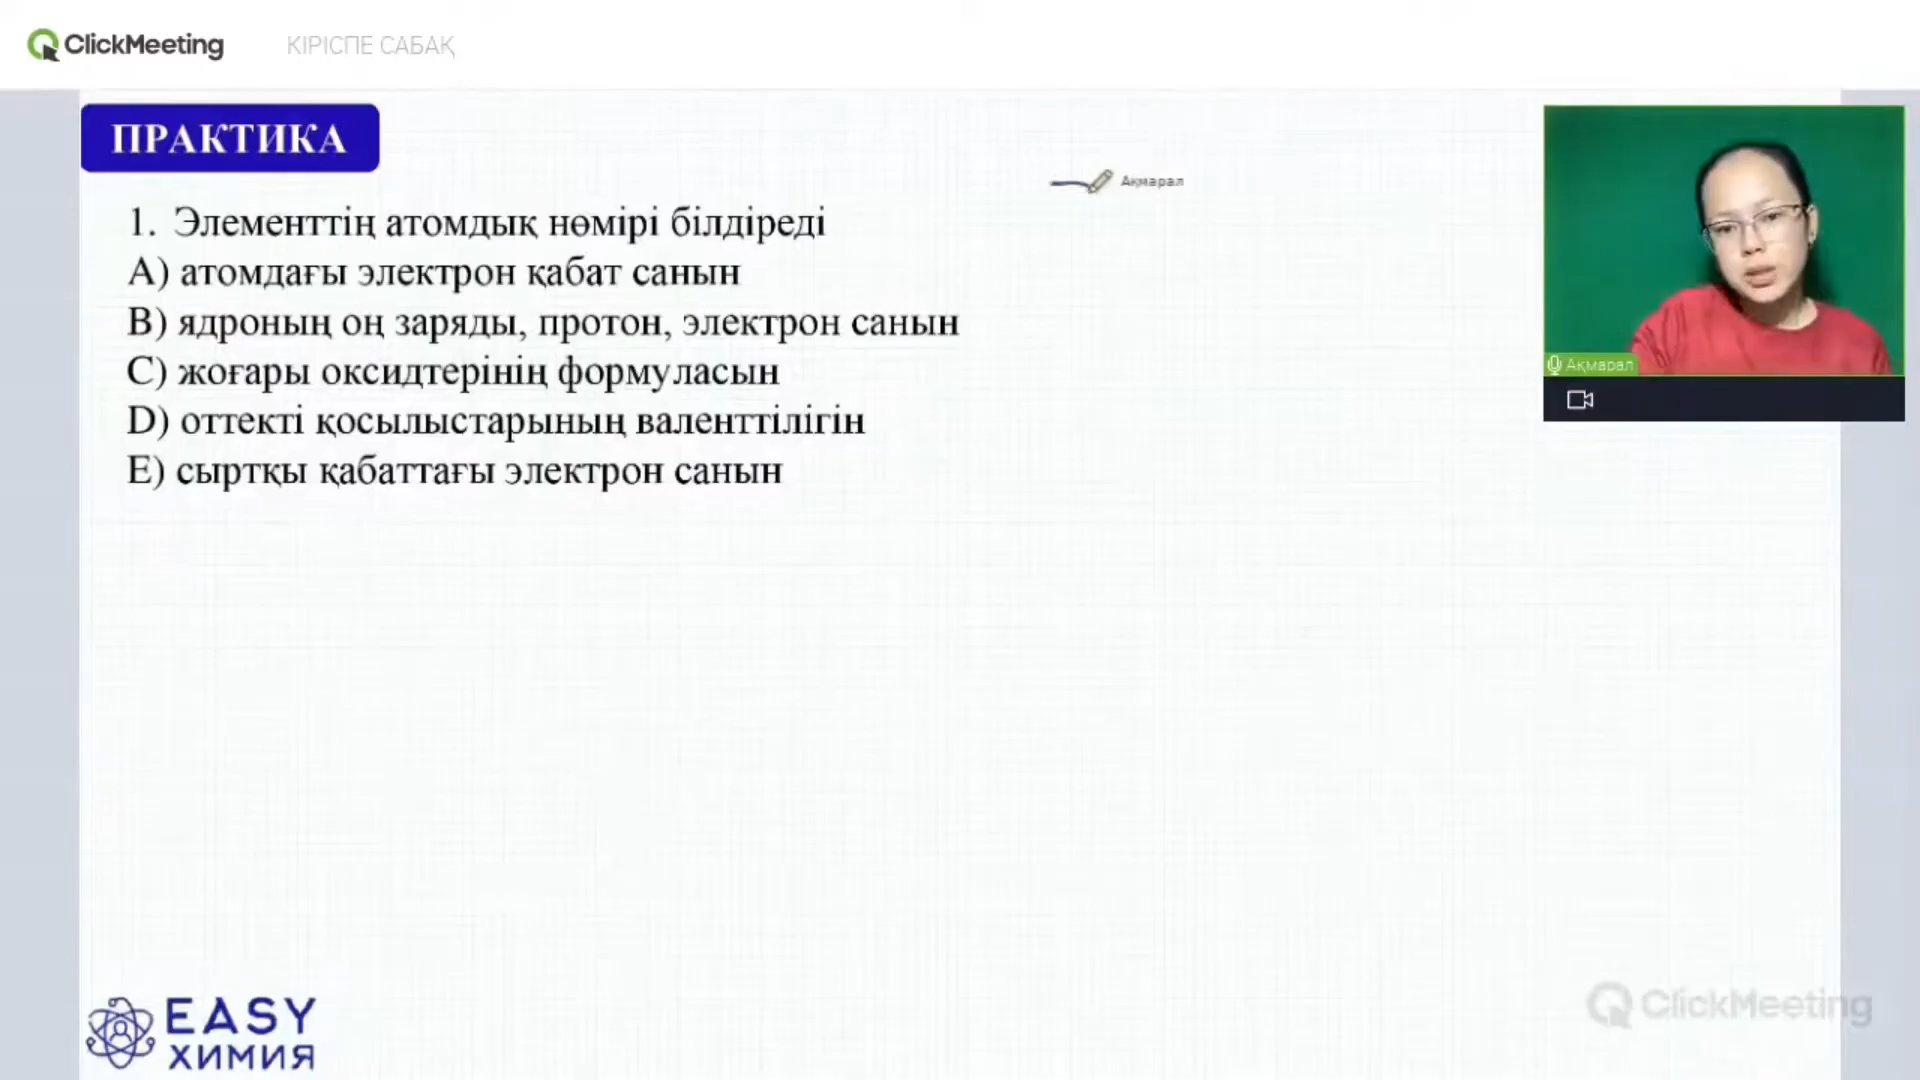 ClickMeeting
КІРІСПЕ САБАҚ
ПРАКТИКА
Ақмарал
1. Элементтің атомдық нөмірі білдіреді
A) атомдағы электрон қабат санын
B) ядроның оң заряды, протон, электрон санын
C) жоғары оксидтерінің формуласын
D) оттекті қосылыстарының валенттілігін
E) сыртқы қабаттағы электрон санын
Ақмарал
EASY
ХИМИЯ
ClickMeeting